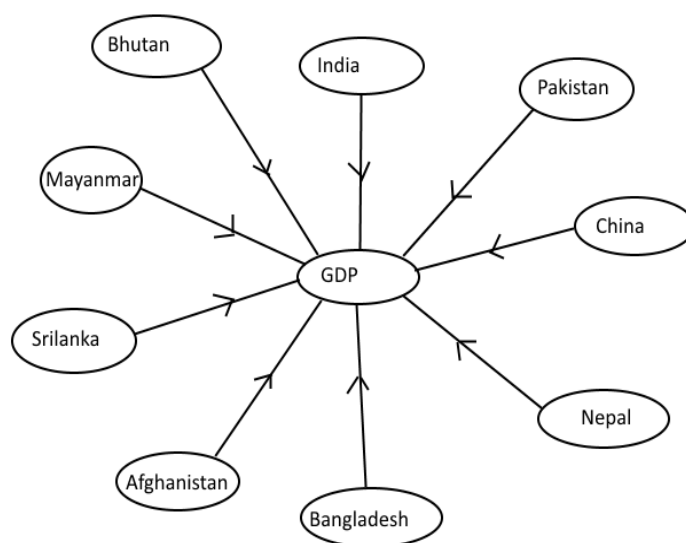 Bhutan
India
Pakistan
Mayanmar
China
GDP
Srilanka
Nepal
Afghanistan
Bangladesh